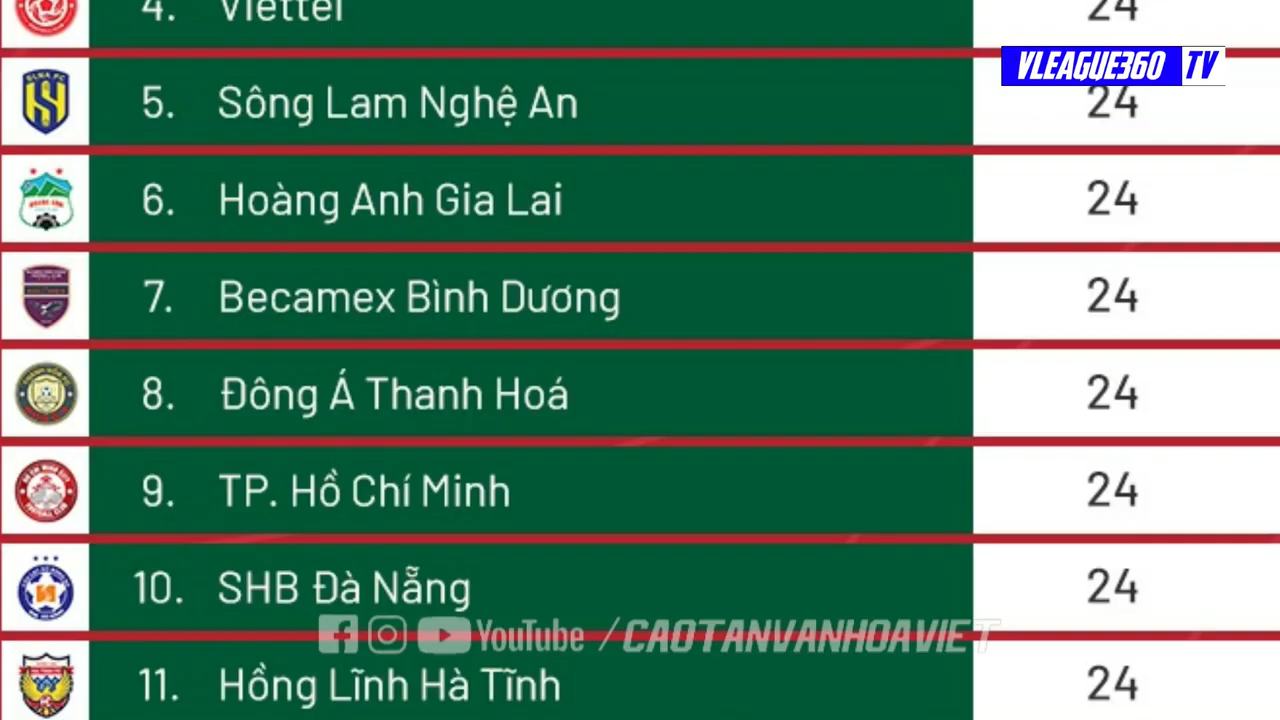 4. Viettel 24
VLEAGUE360 TV
5. Sông Lam Nghệ An 24
6. Hoàng Anh Gia Lai 24
7. Becamex Bình Dương 24
8. Đông Á Thanh Hoá 24
9. TP. Hồ Chí Minh 24
10. SHB Đà Nẵng 24
YouTube /CAOTANVANHOAVIET
11. Hồng Lĩnh Hà Tĩnh 24